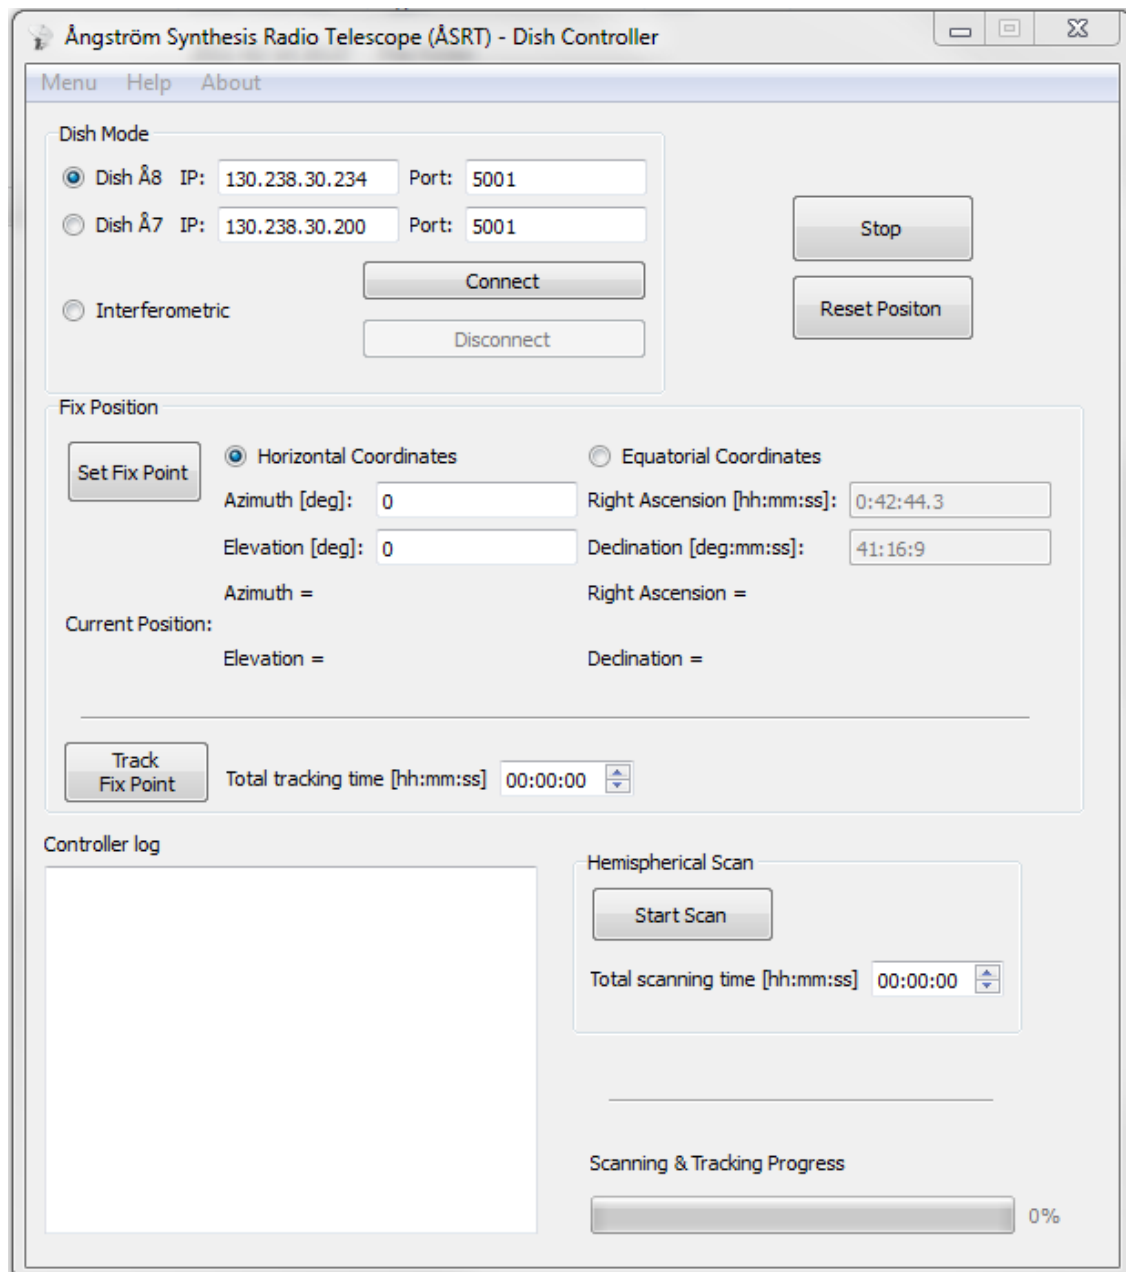 Ångström Synthesis Radio Telescope (ÅSRT) - Dish Controller
Menu Help About
Dish Mode
Dish Å8 IP: 130.238.30.234 Port: 5001
Dish Å7 IP: 130.238.30.200 Port: 5001
Stop
Connect
Interferometric
Reset Positon
Disconnect
Fix Position
Set Fix Point
Horizontal Coordinates Equatorial Coordinates
Azimuth [deg]: 0 Right Ascension [hh:mm:ss]: 0:42:44.3
Elevation [deg]: 0 Declination [deg:mm:ss]: 41:16:9
Azimuth = Right Ascension =
Current Position:
Elevation = Declination =
Track
Fix Point
Total tracking time [hh:mm:ss] 00:00:00
Controller log
Hemispherical Scan
Start Scan
Total scanning time [hh:mm:ss] 00:00:00
Scanning & Tracking Progress
0%